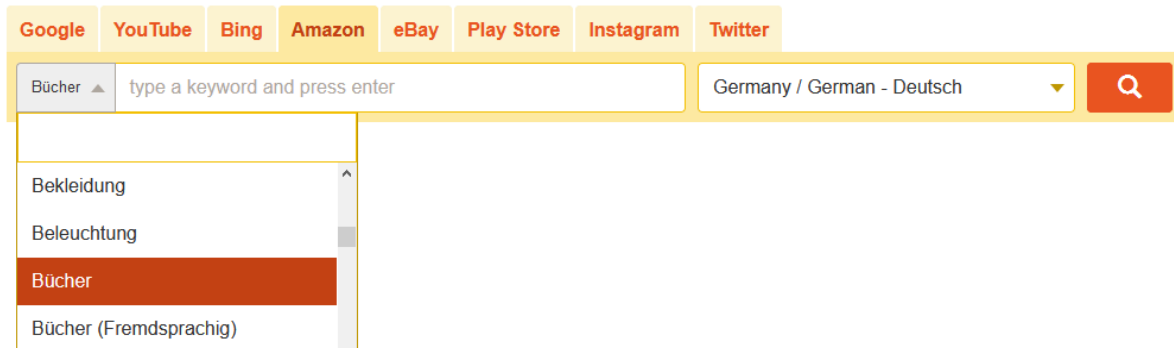 Google YouTube Bing Amazon eBay Play Store Instagram Twitter
Bücher type a keyword and press enter Germany / German - Deutsch
Bekleidung
Beleuchtung
Bücher
Bücher (Fremdsprachig)